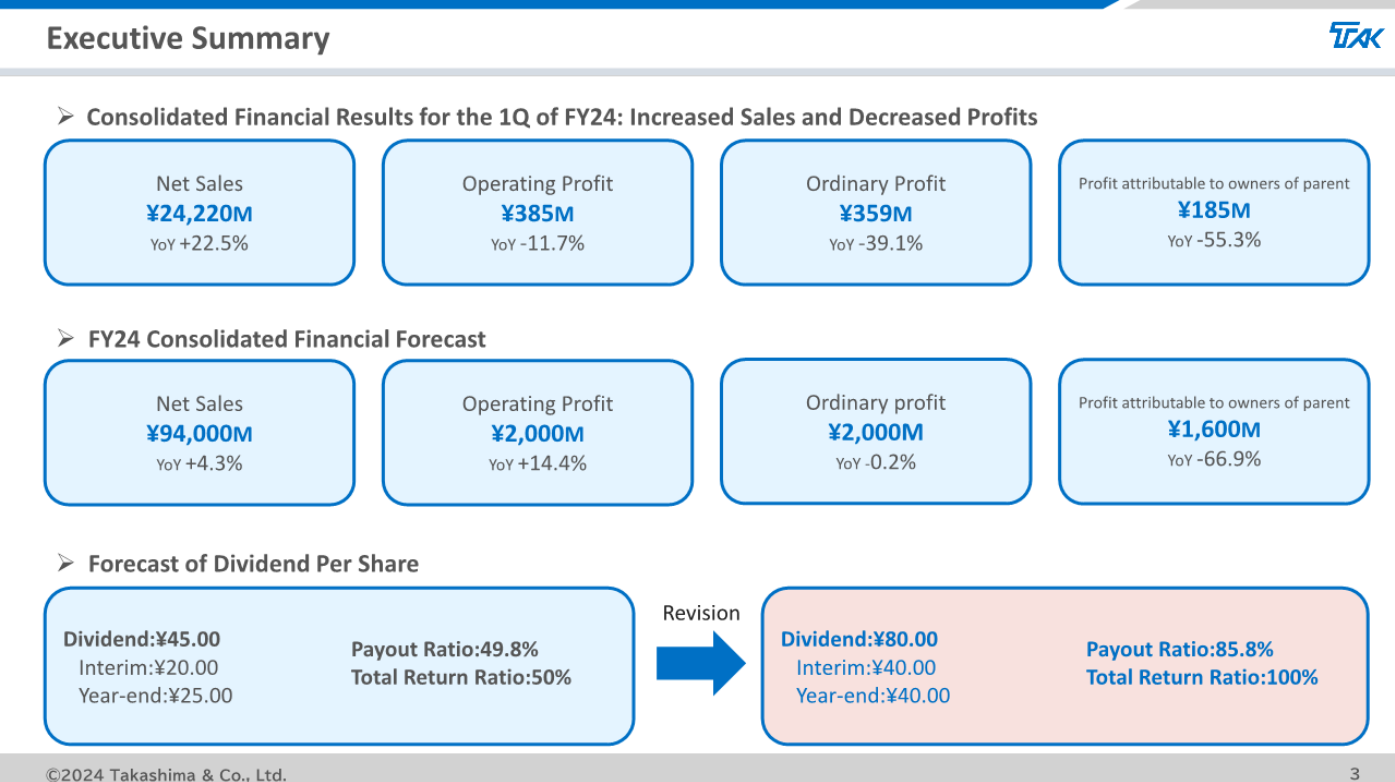 Executive Summary
TAK
➢ Consolidated Financial Results for the 1Q of FY24: Increased Sales and Decreased Profits
Net Sales
¥24,220M
YoY +22.5%
Operating Profit
¥385M
YoY -11.7%
Ordinary Profit
¥359M
YoY -39.1%
Profit attributable to owners of parent
¥185M
YoY -55.3%
➢ FY24 Consolidated Financial Forecast
Net Sales
¥94,000M
YoY +4.3%
Operating Profit
¥2,000M
YoY +14.4%
Ordinary profit
¥2,000M
YoY -0.2%
Profit attributable to owners of parent
¥1,600M
YoY -66.9%
➢ Forecast of Dividend Per Share
Dividend:¥45.00
Interim:¥20.00
Year-end:¥25.00
Payout Ratio:49.8%
Total Return Ratio:50%
Revision
Dividend:¥80.00
Interim:¥40.00
Year-end:¥40.00
Payout Ratio:85.8%
Total Return Ratio:100%
©2024 Takashima & Co., Ltd.
3